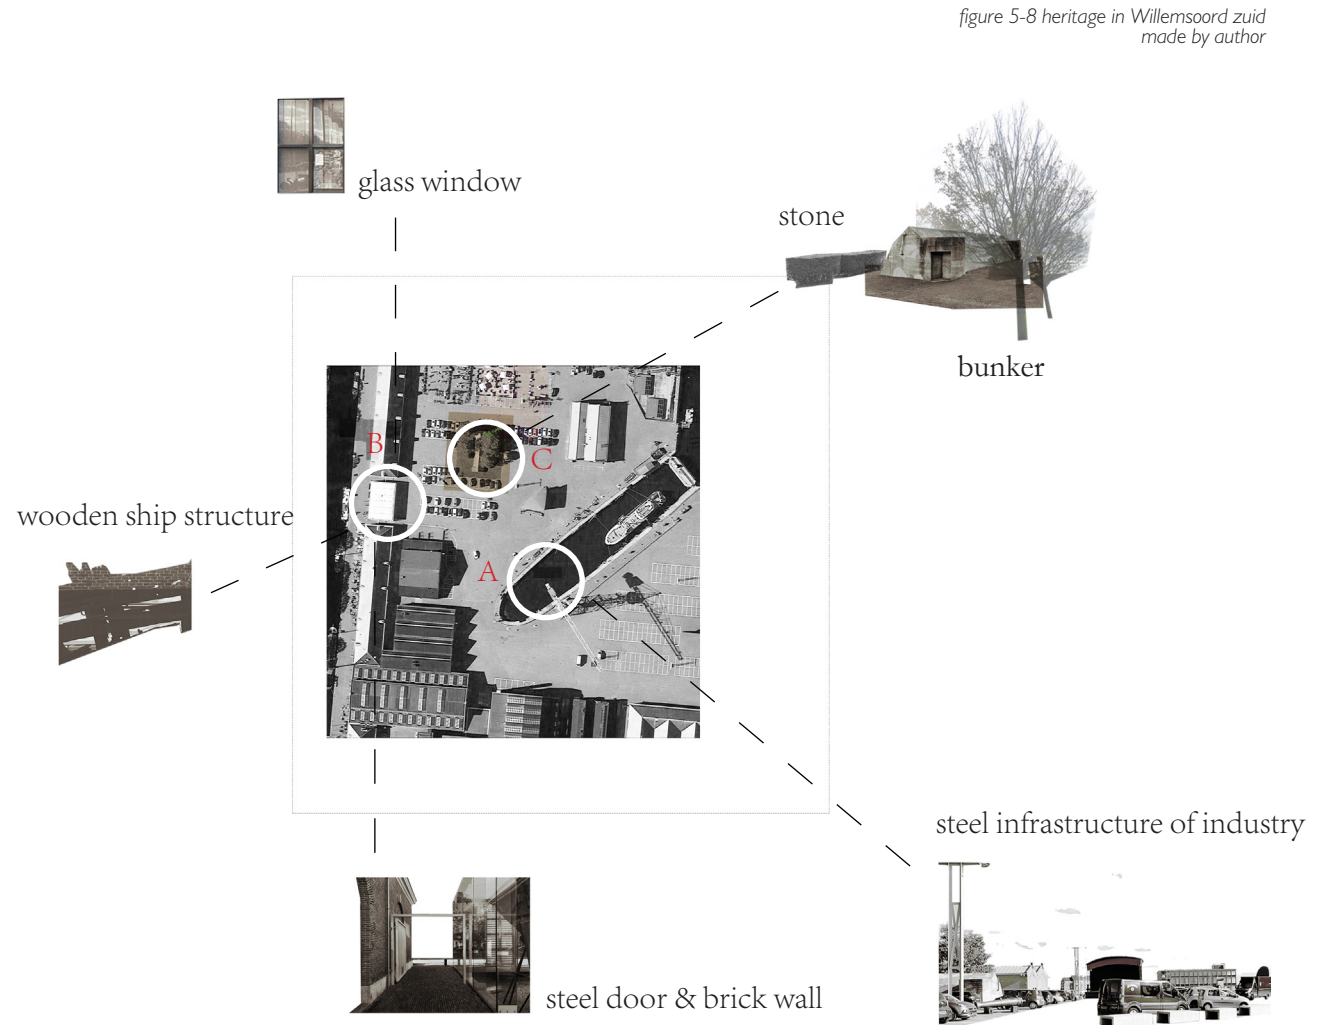 figure 5-8 heritage in Willemsoord zuid
made by author
glass window
stone
bunker
B
C
wooden ship structure
A
steel infrastructure of industry
steel door & brick wall